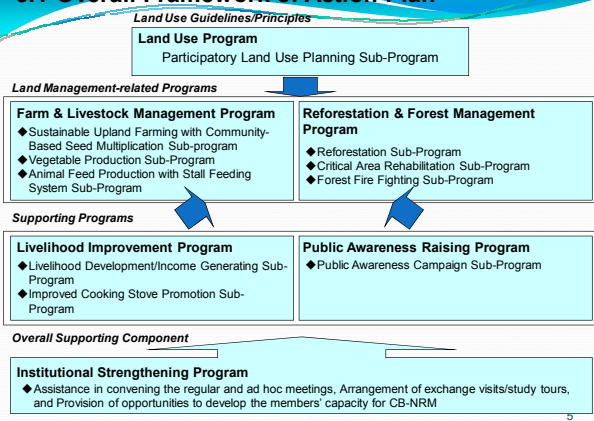 Land Use Guidelines/Principles
Land Use Program
Participatory Land Use Planning Sub-Program
Land Management-related Programs
Farm & Livestock Management Program
◆Sustainable Upland Farming with Community-
Based Seed Multiplication Sub-program
◆Vegetable Production Sub-Program
◆Animal Feed Production with Stall Feeding
System Sub-Program
Reforestation & Forest Management
Program
◆Reforestation Sub-Program
◆Critical Area Rehabilitation Sub-Program
◆Forest Fire Fighting Sub-Program
Supporting Programs
Livelihood Improvement Program
◆Livelihood Development/Income Generating Sub-
Program
◆Improved Cooking Stove Promotion Sub-
Program
Public Awareness Raising Program
◆Public Awareness Campaign Sub-Program
Overall Supporting Component
Institutional Strengthening Program
◆Assistance in convening the regular and ad hoc meetings, Arrangement of exchange visits/study tours,
and Provision of opportunities to develop the members' capacity for CB-NRM
5